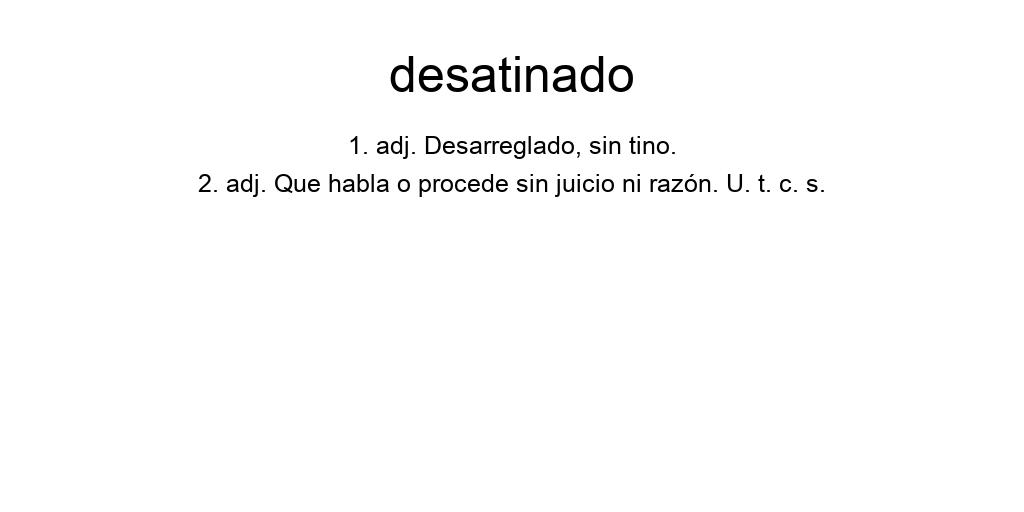 desatinado
1. adj. Desarreglado, sin tino.
2. adj. Que habla o procede sin juicio ni razón. U. t. c. s.